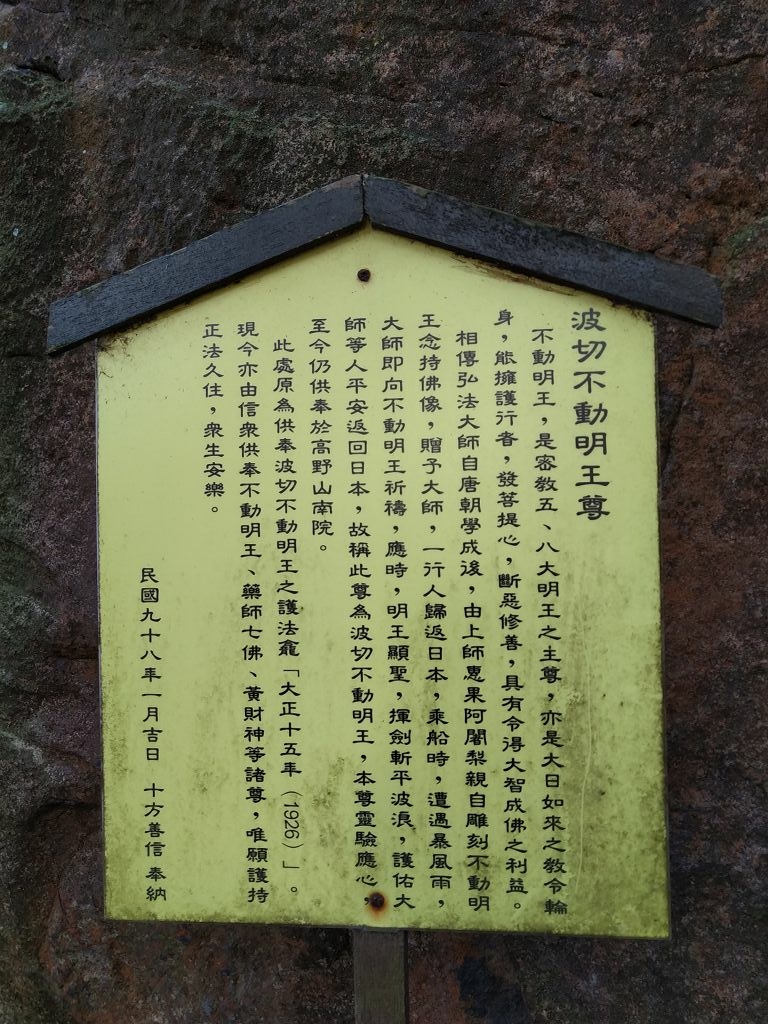 波切不動明王尊
不動明王，是密教五、八大明王之主尊，亦是大日如來之教令輪
身，能擁護行者，發菩提心，斷惡修善，具有令得大智成佛之利益。
相傳弘法大師自唐朝學成後，由上師惠果阿闍梨親自雕刻不動明
王念持佛像，贈予大師，一行人歸返日本，乘船時，遭遇暴風雨，
大師即向不動明王祈禱，應時，明王顯聖，揮劍斬平波浪，護佑大
師等人平安返回日本，故稱此尊為波切不動明王，本尊靈驗應心，
至今仍供奉於高野山南院。
此處原為供奉波切不動明王之護法龕「大正十五年（1926）」。
現今亦由信衆供奉不動明王、藥師七佛、黃財神等諸尊，唯願護持
正法久住，衆生安樂。
民國九十八年一月吉日　十方善信 奉納